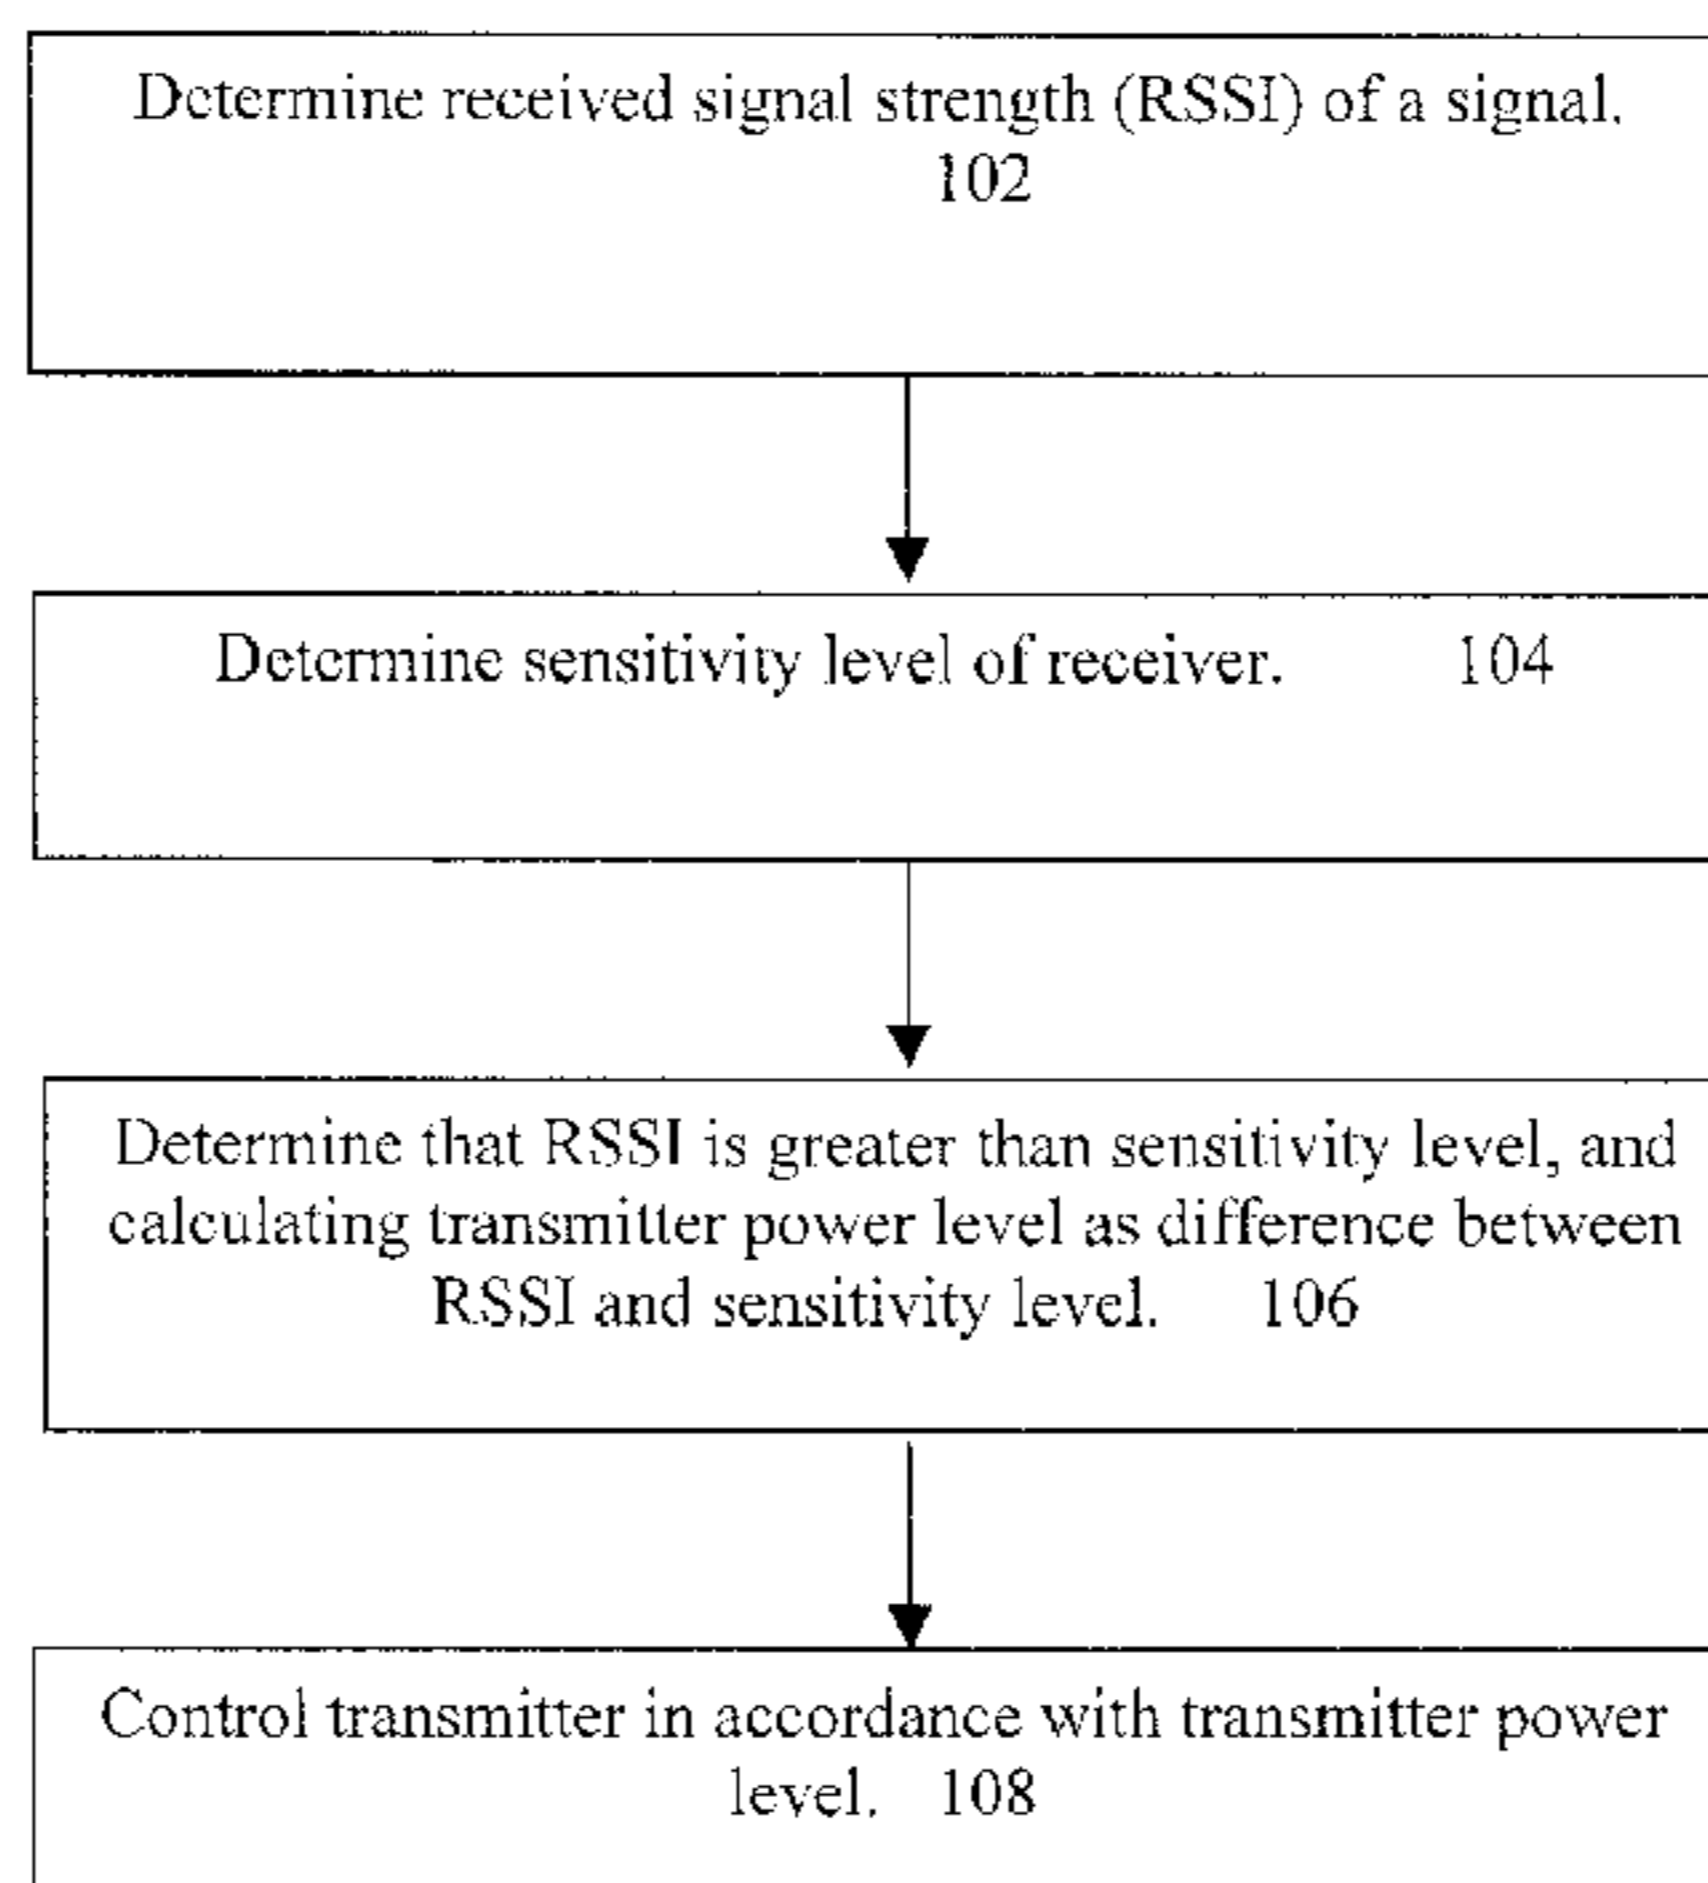 Determine received signal strength (RSSI) of a signal.
102
Determine sensitivity level of receiver. 104
Determine that RSSI is greater than sensitivity level, and
calculating transmitter power level as difference between
RSSI and sensitivity level. 106
Control transmitter in accordance with transmitter power
level. 108